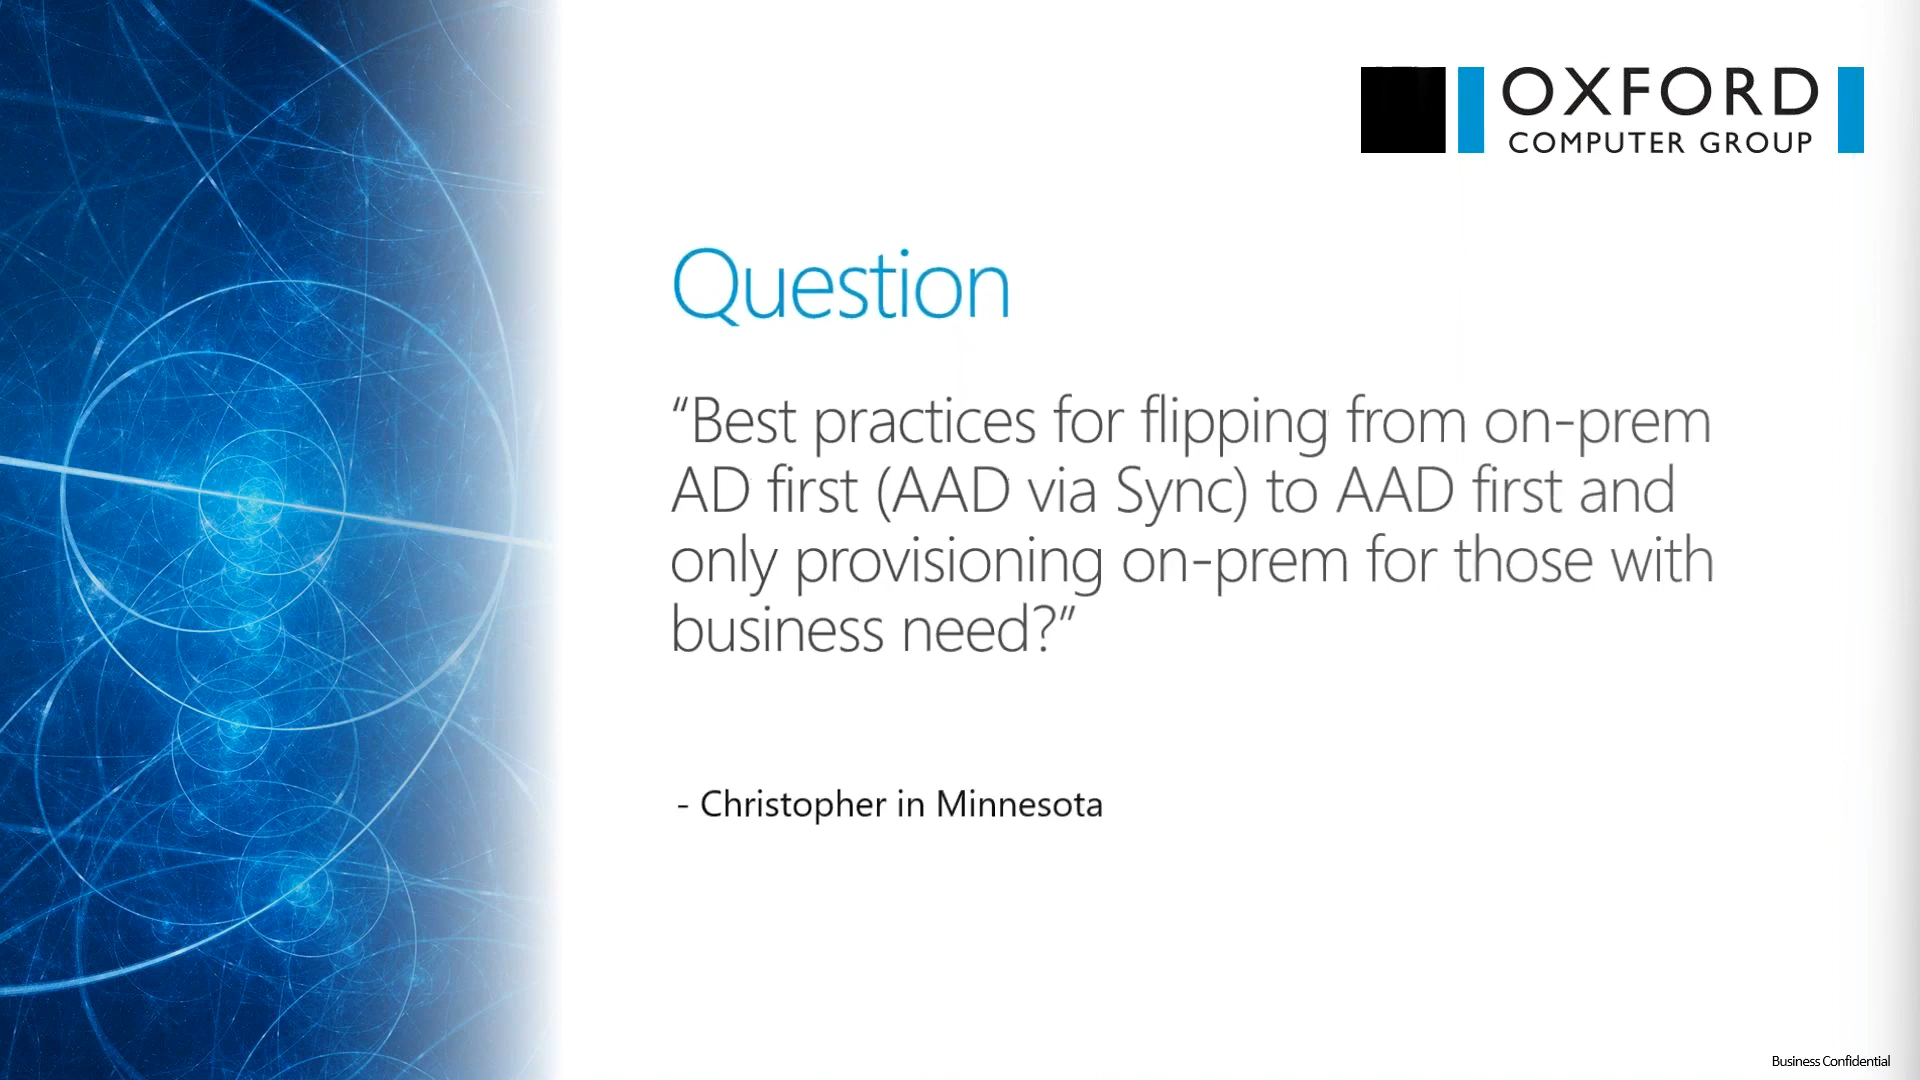 OXFORD
COMPUTER GROUP
Question
“Best practices for flipping from on-prem
AD first (AAD via Sync) to AAD first and
only provisioning on-prem for those with
business need?”
- Christopher in Minnesota
Business Confidential